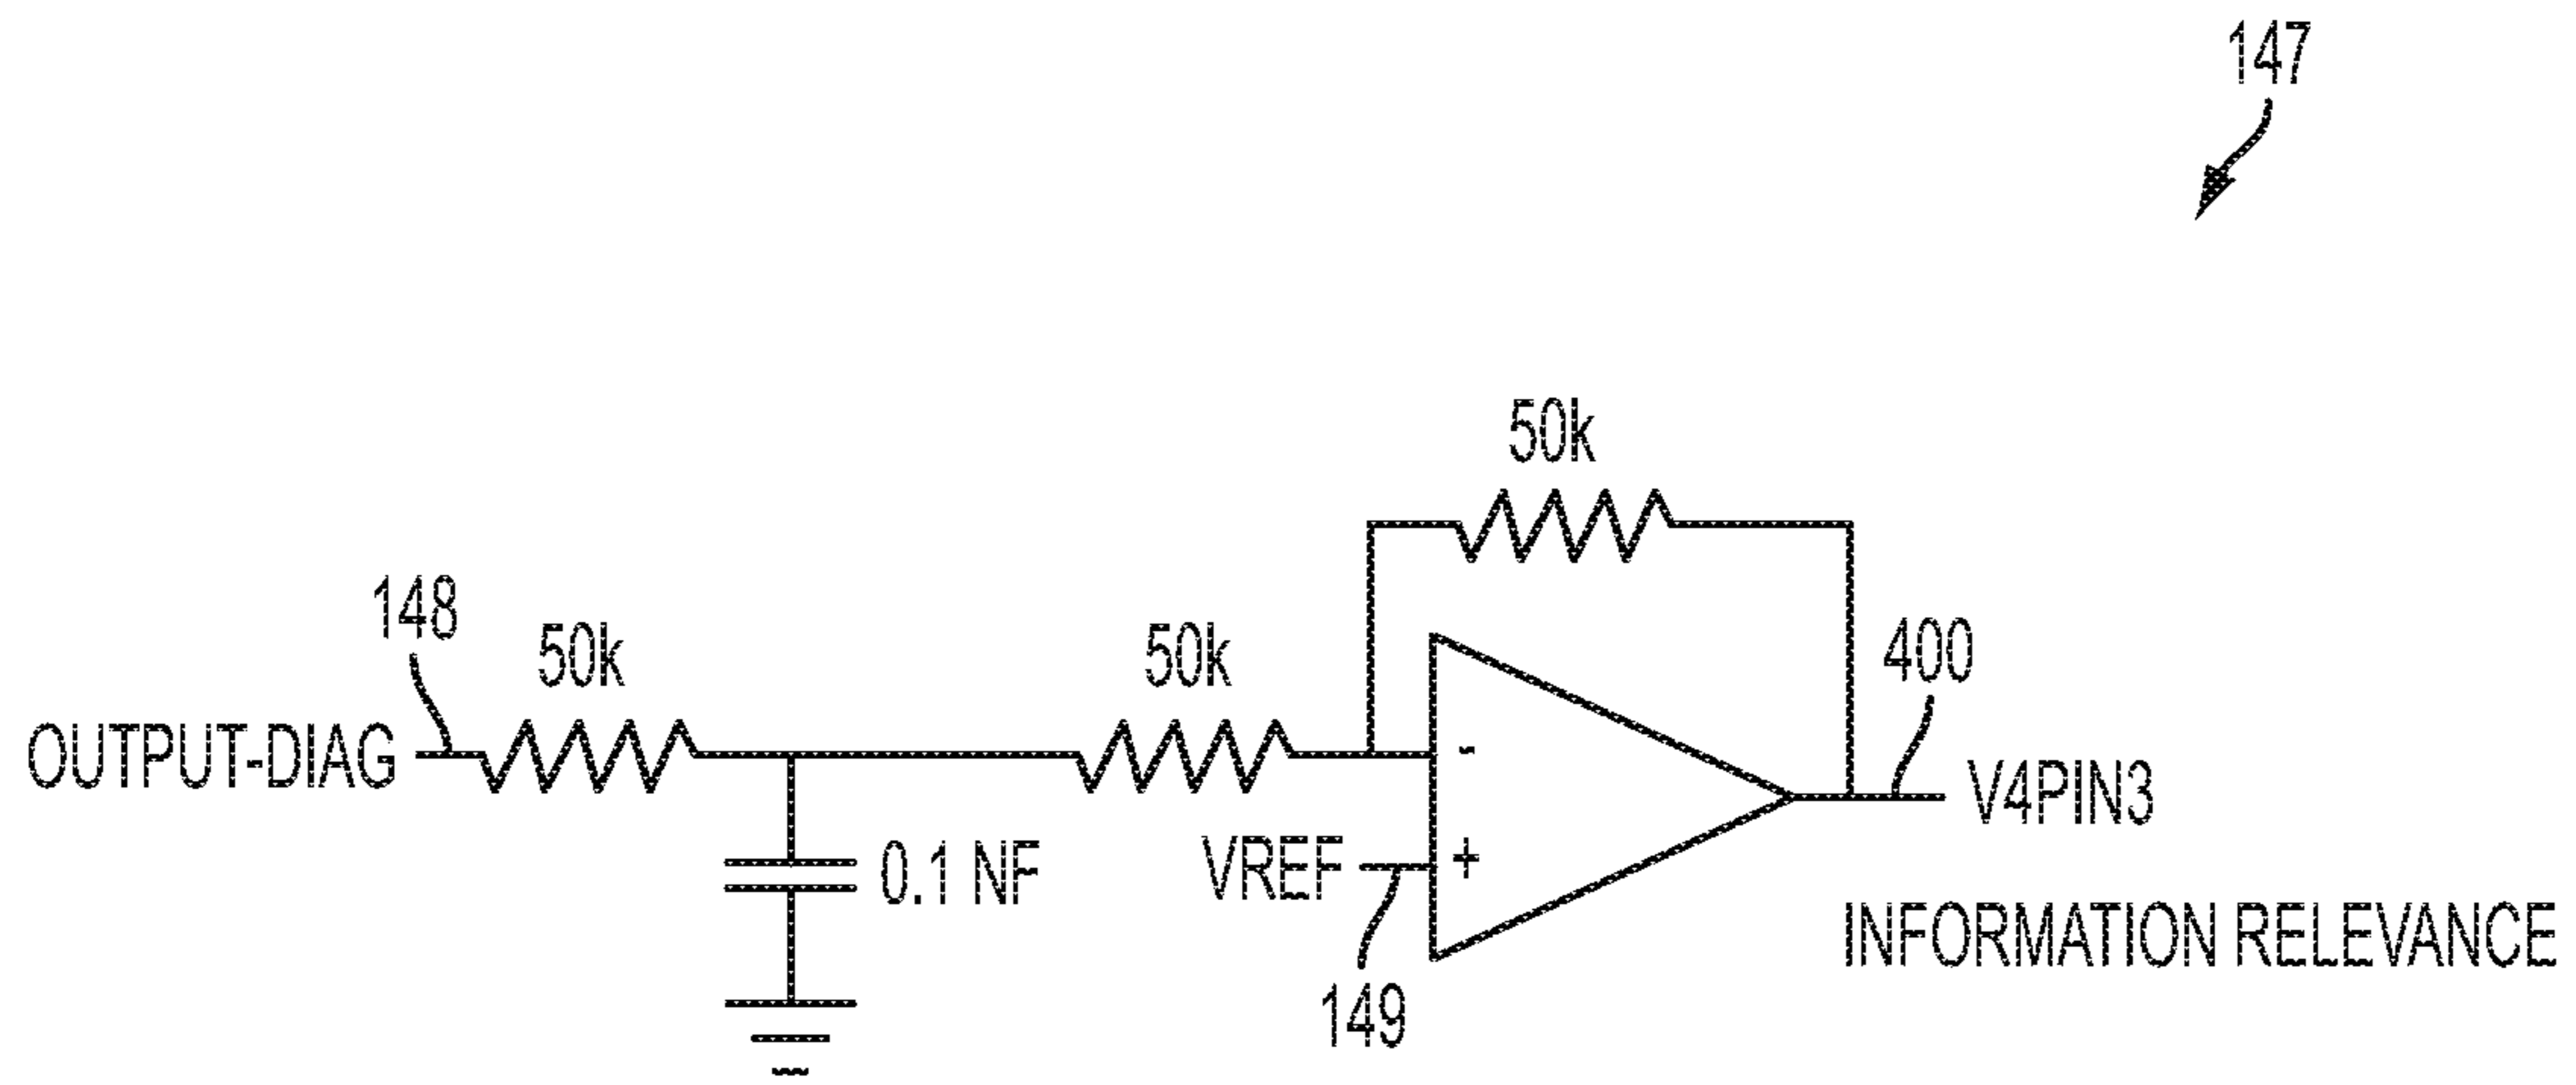 147
50k
148
50k
50k
400
OUTPUT-DIAG
-
V4PIN3
0.1 NF
VREF
+
INFORMATION RELEVANCE
149